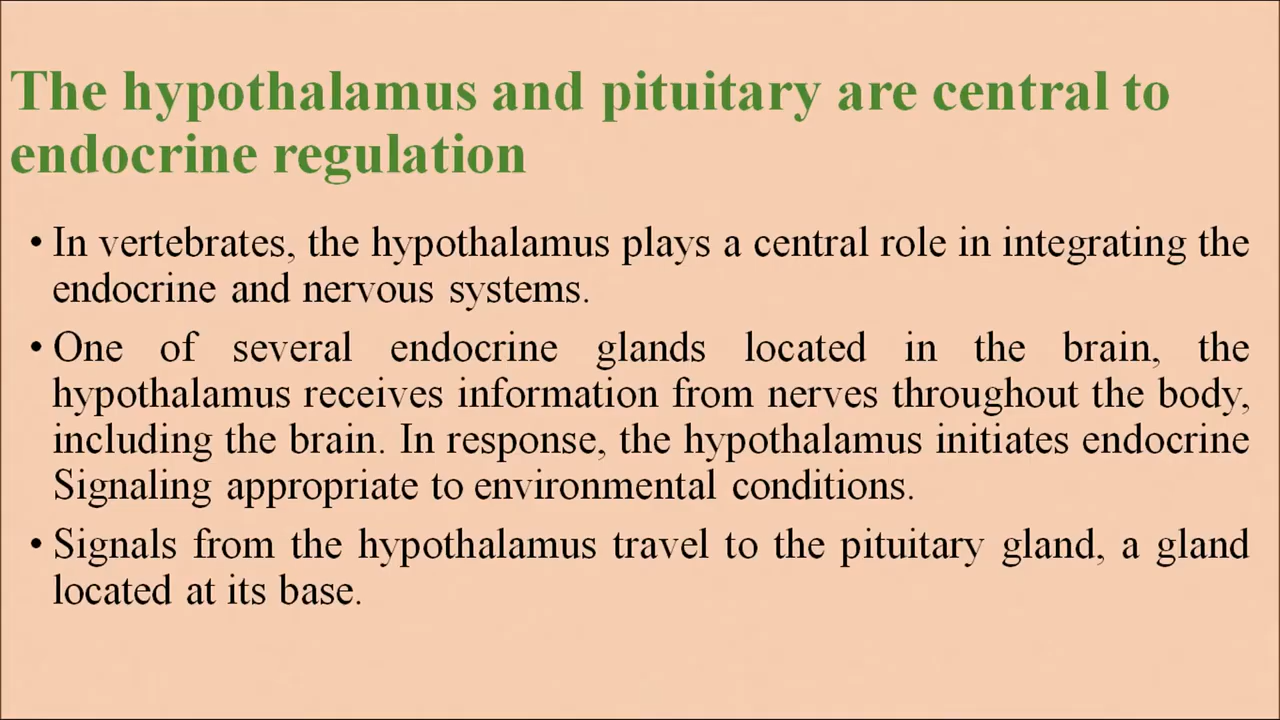 The hypothalamus and pituitary are central to
endocrine regulation
• In vertebrates, the hypothalamus plays a central role in integrating the
endocrine and nervous systems.
• One of several endocrine glands located in the brain, the
hypothalamus receives information from nerves throughout the body,
including the brain. In response, the hypothalamus initiates endocrine
Signaling appropriate to environmental conditions.
• Signals from the hypothalamus travel to the pituitary gland, a gland
located at its base.